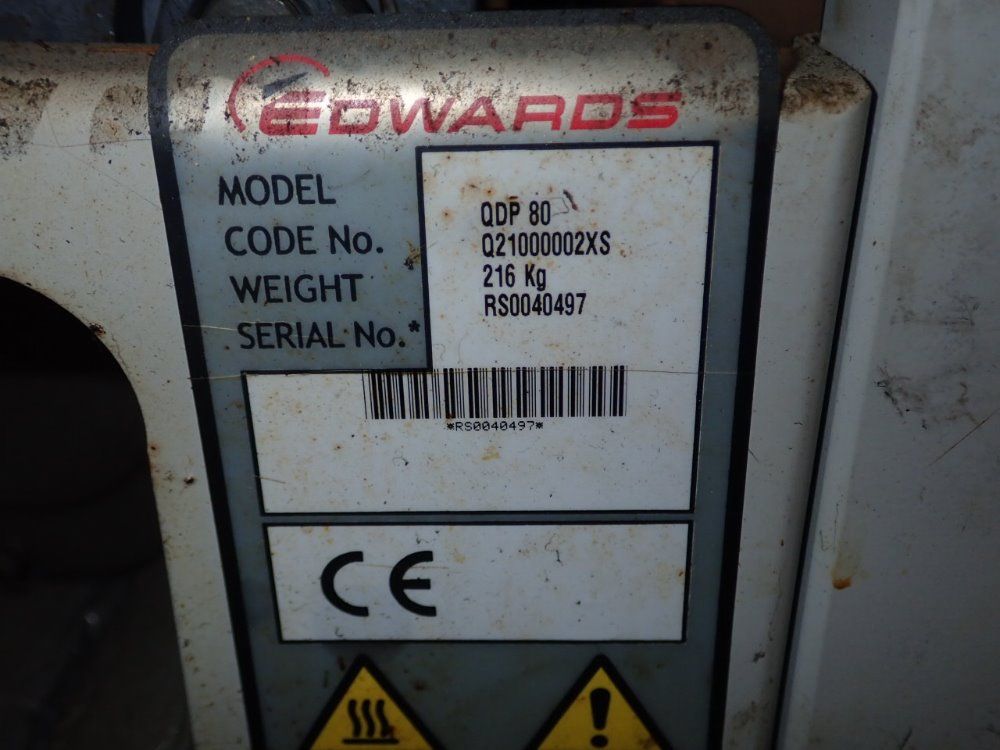 EDWARDS
MODEL QDP 80
CODE No. Q21000002XS
WEIGHT 216 Kg
SERIAL No.* RS0040497
*RS0040497*
CE